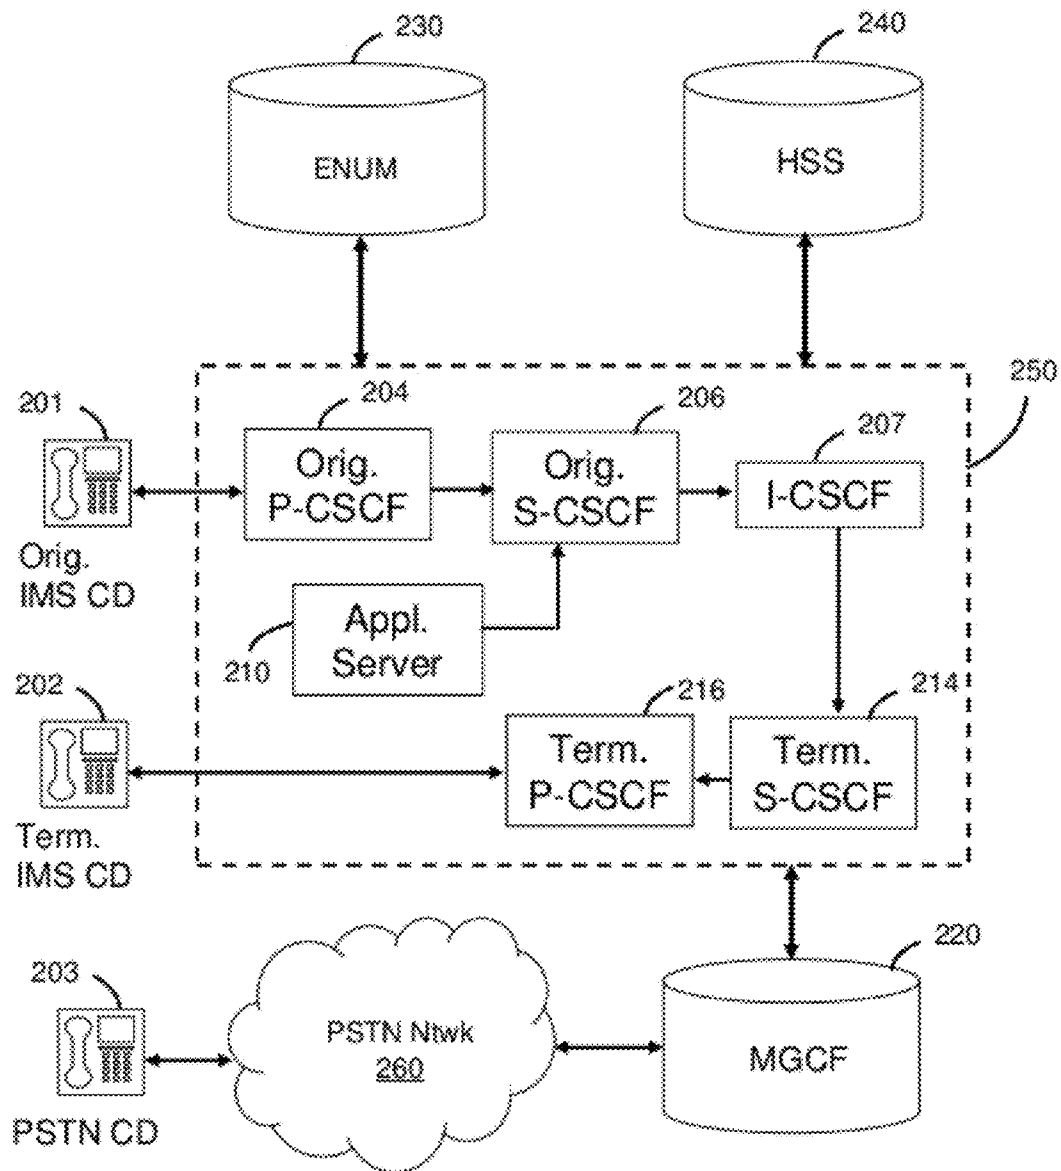 230
240
ENUM
HSS
250
201
204
206
207
Orig.
P-CSCF
Orig.
S-CSCF
I-CSCF
Orig.
IMS CD
210
Appl.
Server
202
216
214
Term.
P-CSCF
Term.
S-CSCF
Term.
IMS CD
203
220
PSTN Ntwk
260
MGCF
PSTN CD